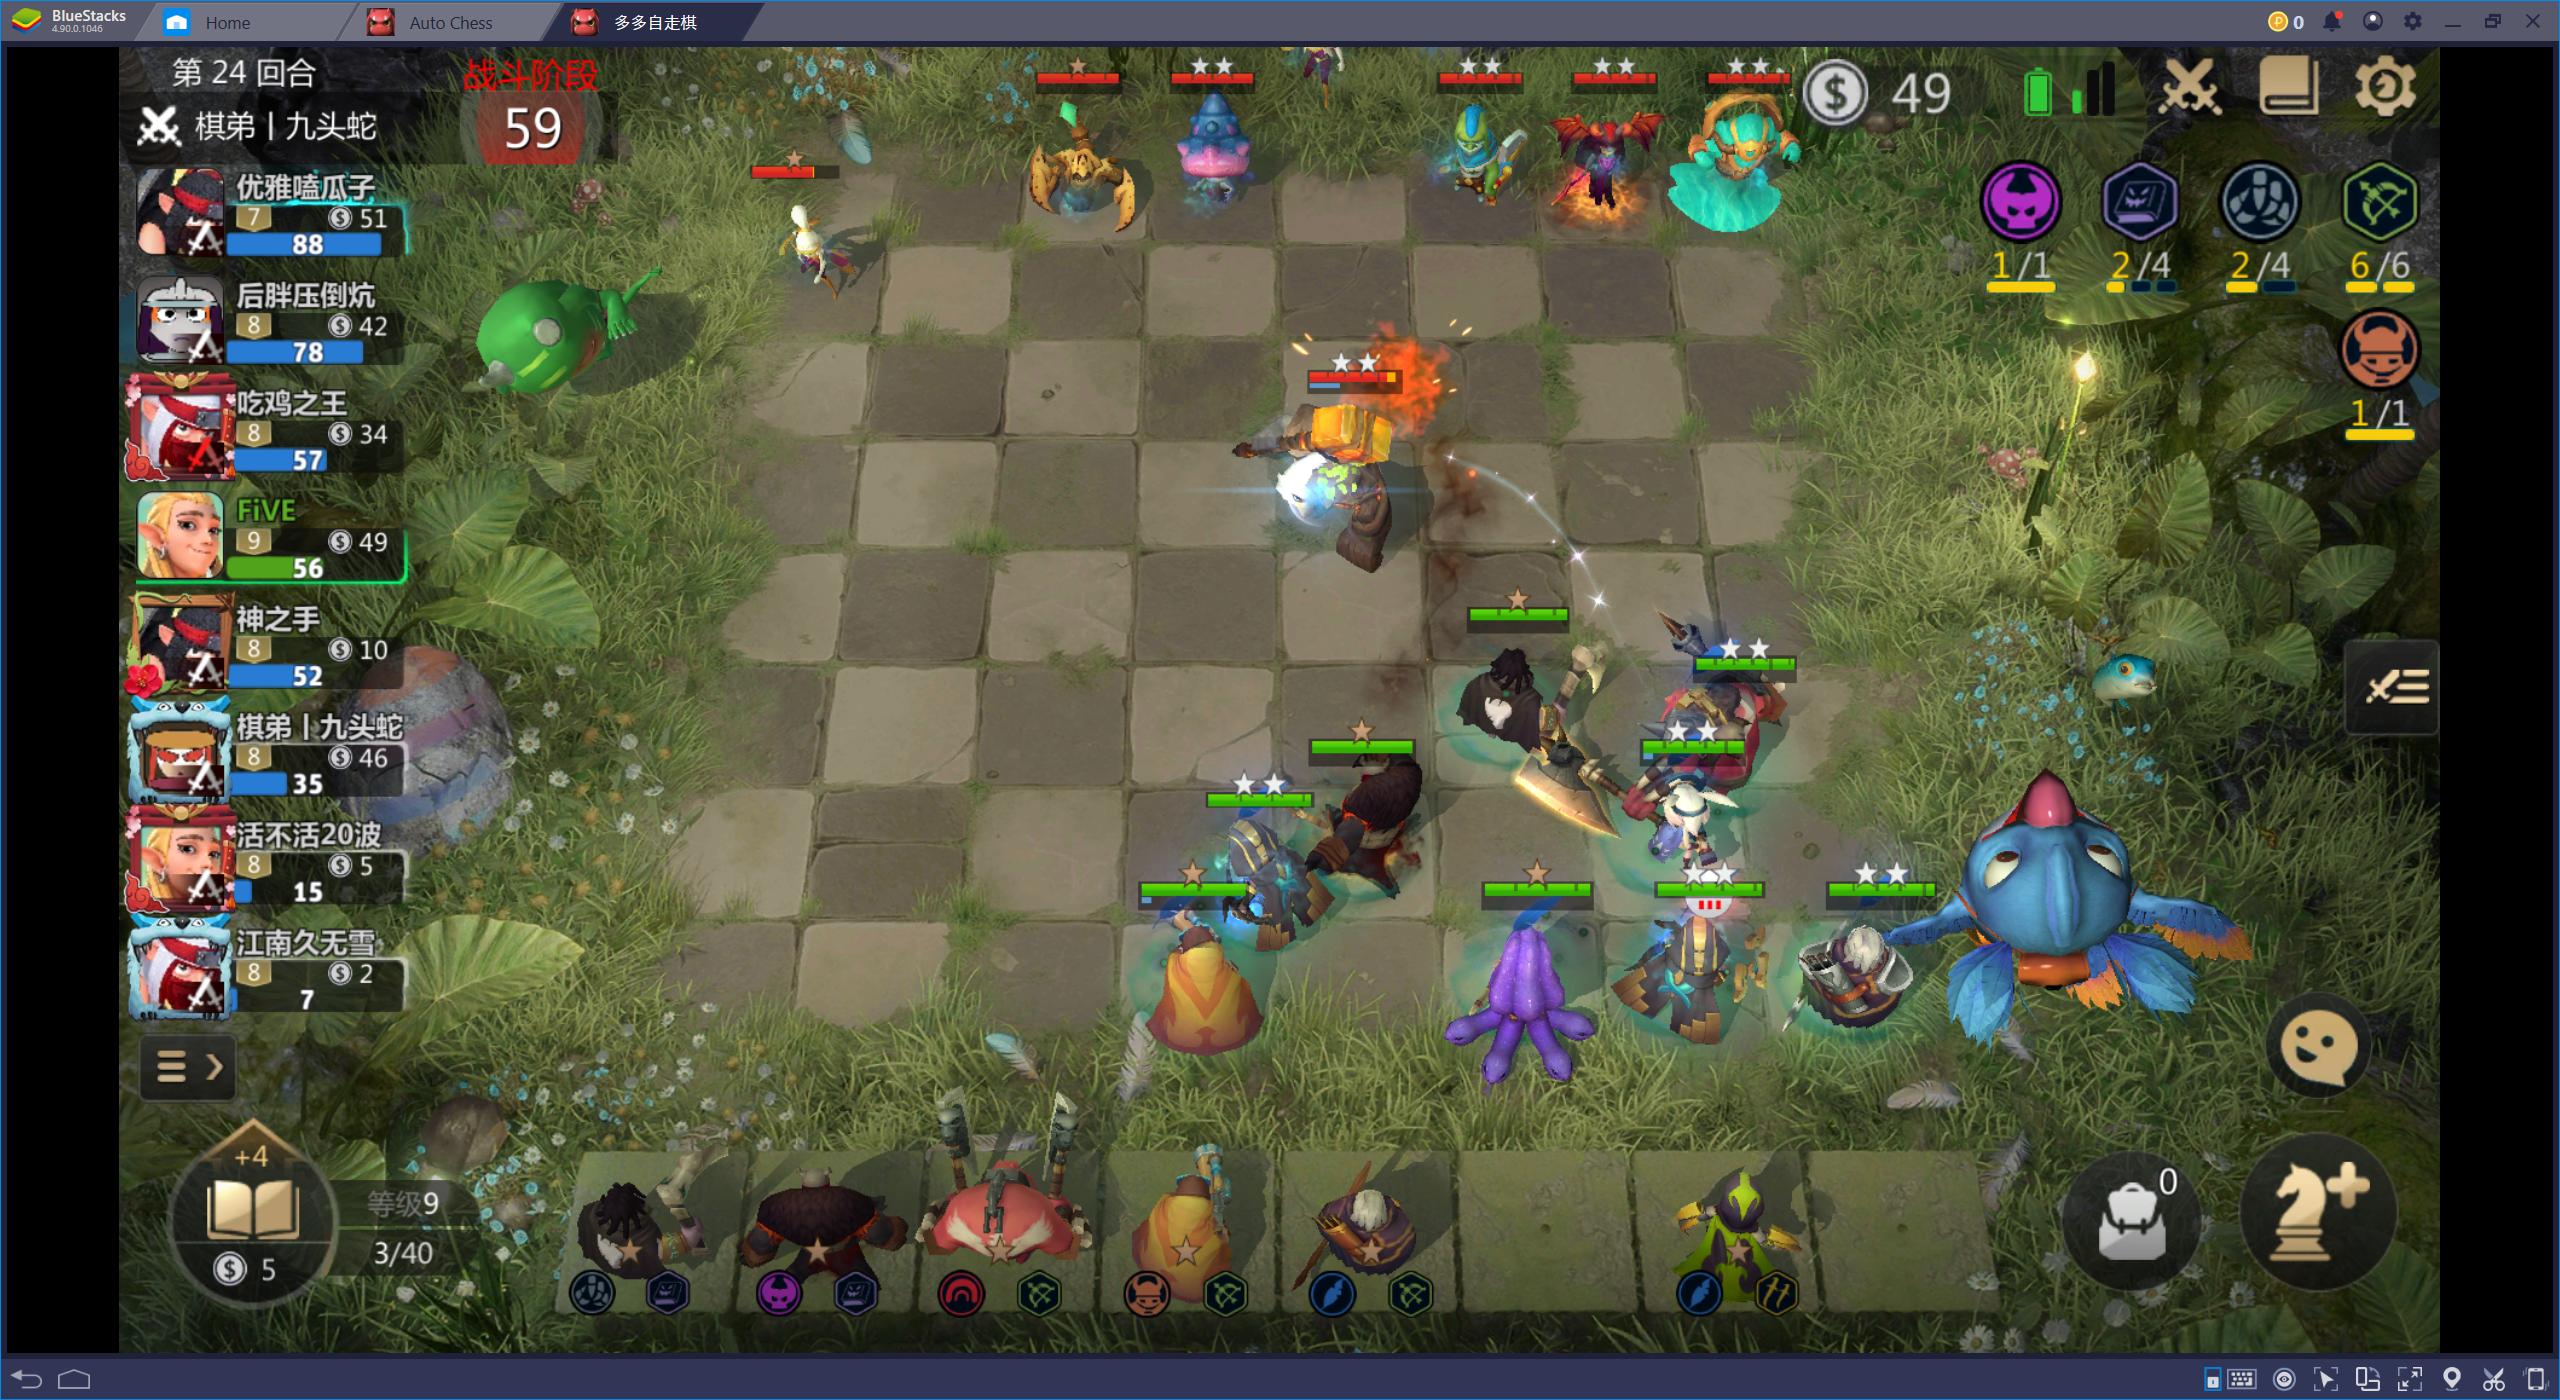 BlueStacks
4.90.0.1046
Home
Auto Chess
多多自走棋
0
第 24 回合
战斗阶段
棋弟丨九头蛇
59
49
1/1
2/4
2/4
6/6
1/1
优雅嗑瓜子
7
51
88
后胖压倒炕
8
42
78
吃鸡之王
8
34
57
FiVE
9
49
56
神之手
8
10
52
棋弟丨九头蛇
8
46
35
活不活20波
8
5
15
江南久无雪
8
2
7
+4
5
等级9
3/40
0